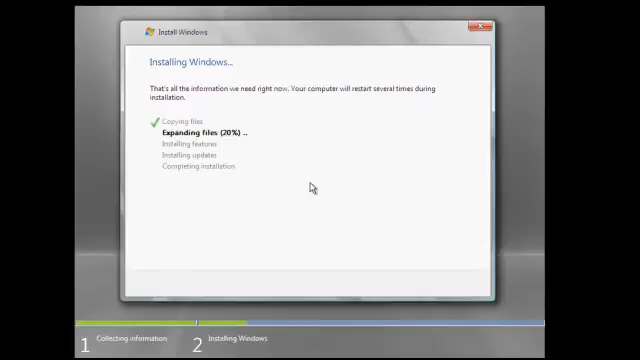 Install Windows
Installing Windows...
That's all the information we need right now. Your computer will restart several times during
installation.
Copying files
Expanding files (20%) ..
Installing features
Installing updates
Completing installation
1 Collecting information
2 Installing Windows